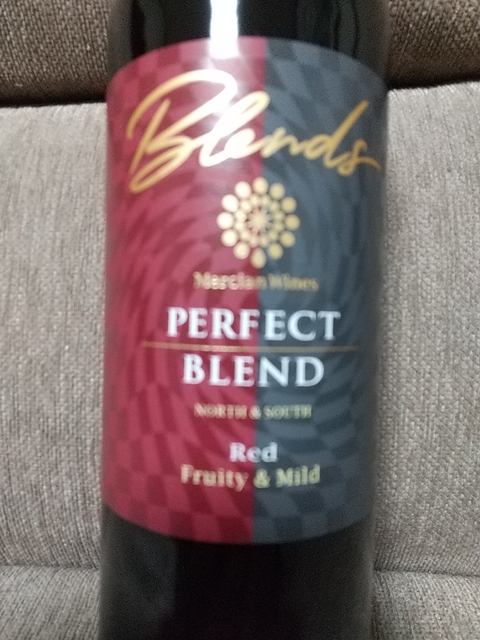 Blends
Mercian Wines
PERFECT
BLEND
NORTH & SOUTH
Red
Fruity & Mild